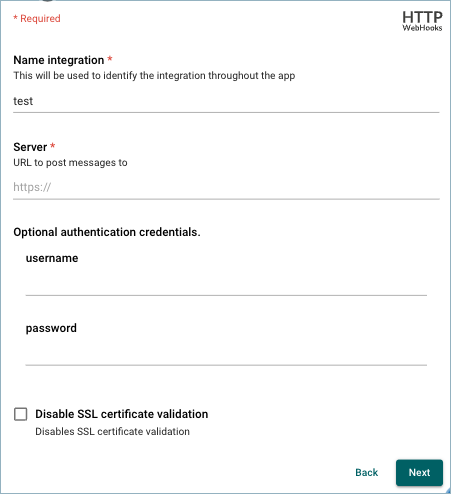 * Required
HTTP
WebHooks
Name integration *
This will be used to identify the integration throughout the app
test
Server *
URL to post messages to
https://
Optional authentication credentials.
username
password
Disable SSL certificate validation
Disables SSL certificate validation
Back Next